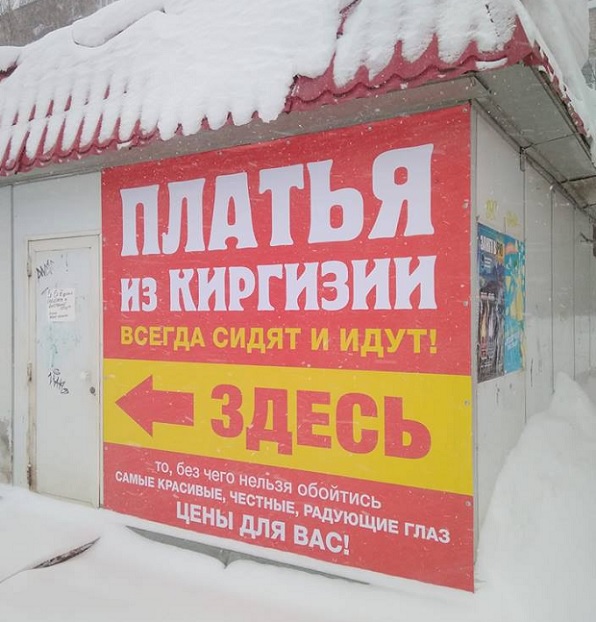 ПЛАТЬЯ
ИЗ КИРГИЗИИ
ВСЕГДА СИДЯТ И ИДУТ!
ЗДЕСЬ
то, без чего нельзя обойтись
САМЫЕ КРАСИВЫЕ, ЧЕСТНЫЕ, РАДУЮЩИЕ ГЛАЗ
ЦЕНЫ ДЛЯ ВАС!